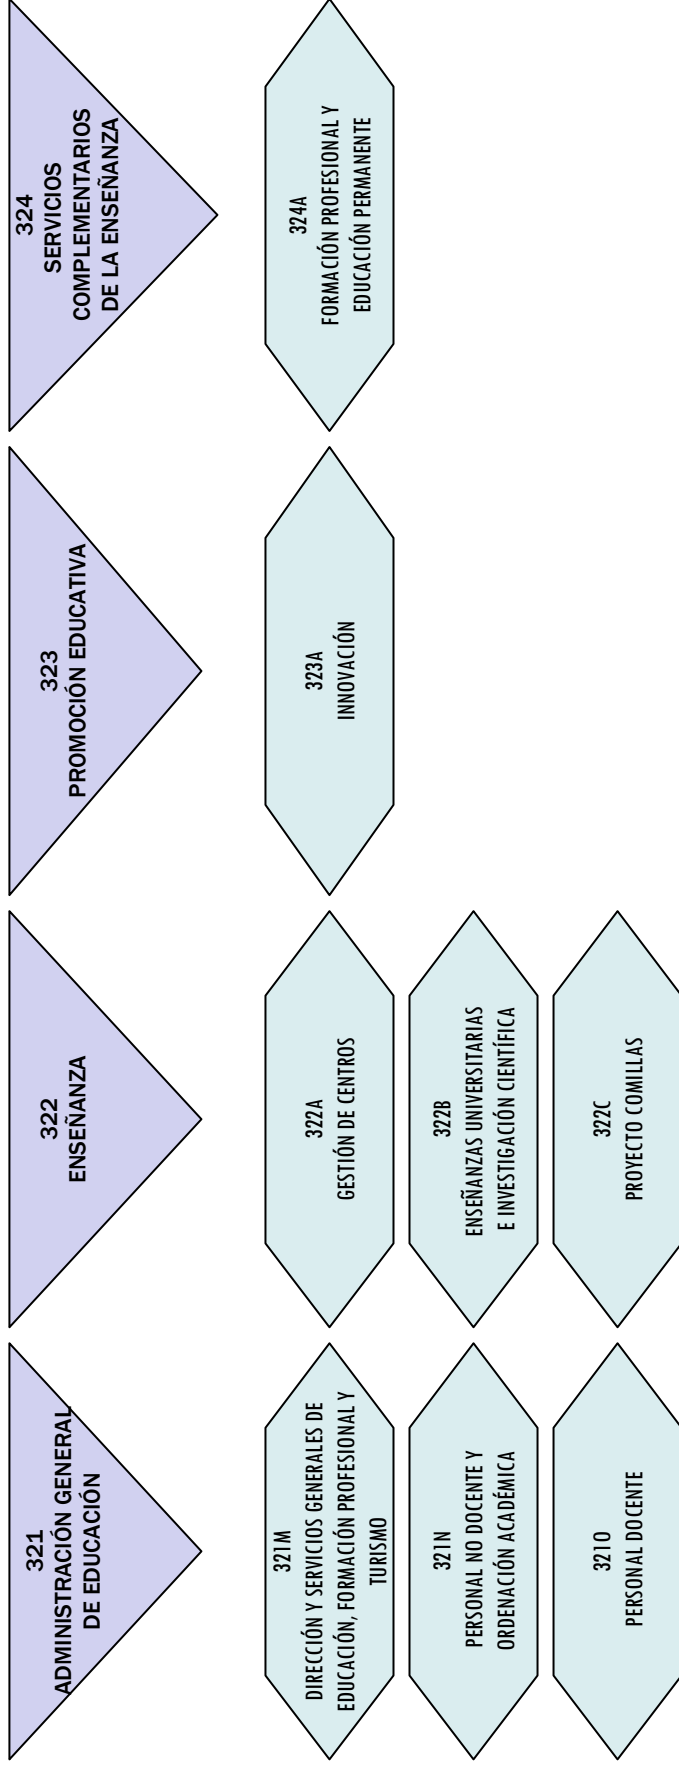 321
ADMINISTRACIÓN GENERAL
DE EDUCACIÓN
322
ENSEÑANZA
323
PROMOCIÓN EDUCATIVA
324
SERVICIOS
COMPLEMENTARIOS
DE LA ENSEÑANZA
321M
DIRECCIÓN Y SERVICIOS GENERALES DE
EDUCACIÓN, FORMACIÓN PROFESIONAL Y
TURISMO
322A
GESTIÓN DE CENTROS
323A
INNOVACIÓN
324A
FORMACIÓN PROFESIONAL Y
EDUCACIÓN PERMANENTE
321N
PERSONAL NO DOCENTE Y
ORDENACIÓN ACADÉMICA
322B
ENSEÑANZAS UNIVERSITARIAS
E INVESTIGACIÓN CIENTÍFICA
321O
PERSONAL DOCENTE
322C
PROYECTO COMILLAS